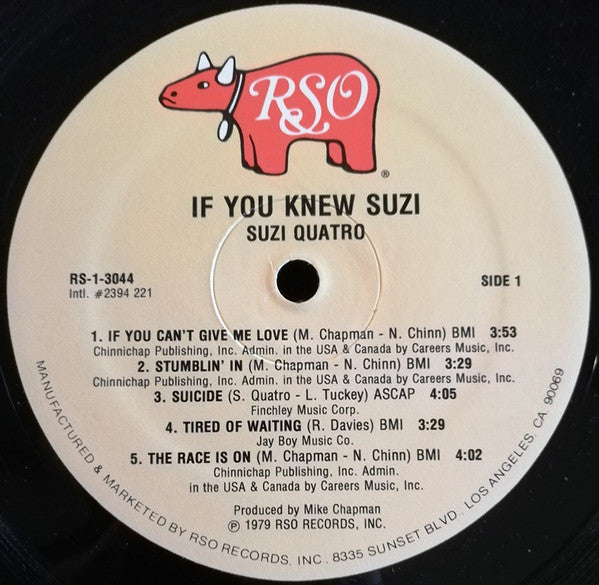 RSO
®
IF YOU KNEW SUZI
SUZI QUATRO
RS-1-3044
Intl. #2394 221
SIDE 1
1. IF YOU CAN'T GIVE ME LOVE (M. Chapman - N. Chinn) BMI 3:53
Chinnichap Publishing, Inc. Admin. in the USA & Canada by Careers Music, Inc.
2. STUMBLIN' IN (M. Chapman - N. Chinn) BMI 3:29
Chinnichap Publishing, Inc. Admin. in the USA & Canada by Careers Music, Inc.
3. SUICIDE (S. Quatro - L. Tuckey) ASCAP 4:05
Finchley Music Corp.
4. TIRED OF WAITING (R. Davies) BMI 3:29
Jay Boy Music Co.
5. THE RACE IS ON (M. Chapman - N. Chinn) BMI 4:02
Chinnichap Publishing, Inc. Admin.
in the USA & Canada by Careers Music, Inc.
Produced by Mike Chapman
℗ 1979 RSO RECORDS, INC.
MANUFACTURED & MARKETED BY RSO RECORDS, INC. 8335 SUNSET BLVD. LOS ANGELES, CA. 90069